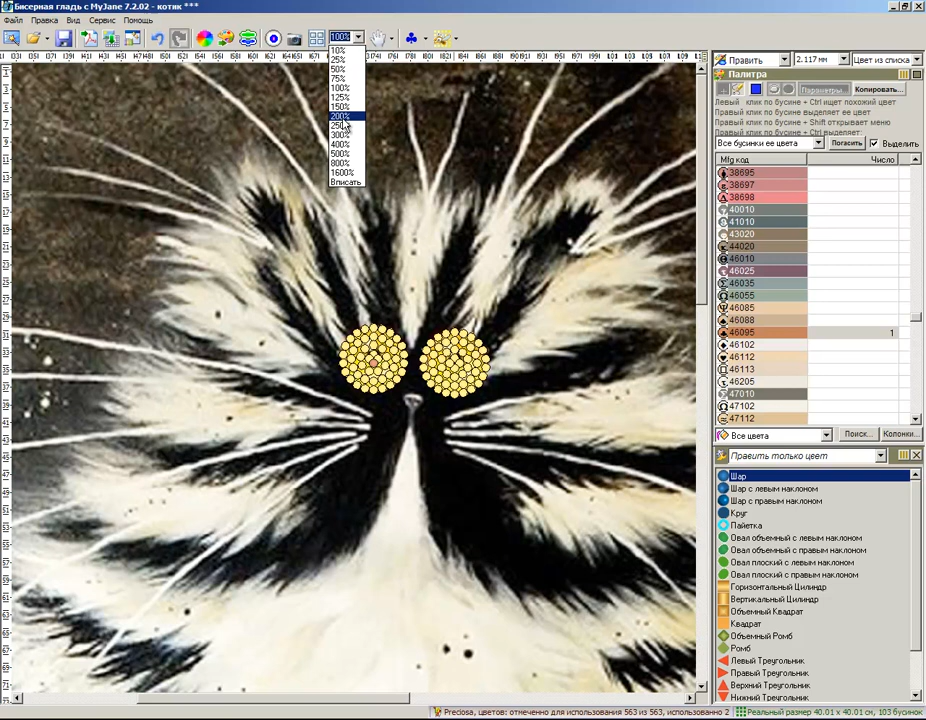 Бисерная гладь с MyJane 7.2.02 - котик ***
Файл Правка Вид Сервис Помощь
100%
10%
25%
50%
75%
100%
125%
150%
200%
250%
300%
400%
500%
800%
1600%
Вписать
Править
2.117 мм
Цвет из списка
Палитра
Параметры...
Копировать...
Левый клик по бусине + Ctrl ищет похожий цвет
Правый клик по бусине выделяет ее цвет
Правый клик по бусине + Shift открывает меню
Правый клик по бусине + Ctrl выделяет:
Все бусинки ее цвета
Погасить
Выделить
Mfg код Число
38695
38697
38698
40010
41010
43020
44020
46010
46025
46035
46055
46085
46088
46095 1
46102
46112
46113
46205
47010
47102
47112
Все цвета
Поиск...
Колонки...
Править только цвет
Шар
Шар с левым наклоном
Шар с правым наклоном
Круг
Пайетка
Овал объемный с левым наклоном
Овал объемный с правым наклоном
Овал плоский с левым наклоном
Овал плоский с правым наклоном
Горизонтальный Цилиндр
Вертикальный Цилиндр
Объемный Квадрат
Квадрат
Объемный Ромб
Ромб
Левый Треугольник
Правый Треугольник
Верхний Треугольник
Нижний Треугольник
Preciosa, цветов: отмечено для использования 563 из 563, использовано 2
Реальный размер 40.01 x 40.01 см, 103 бусинок